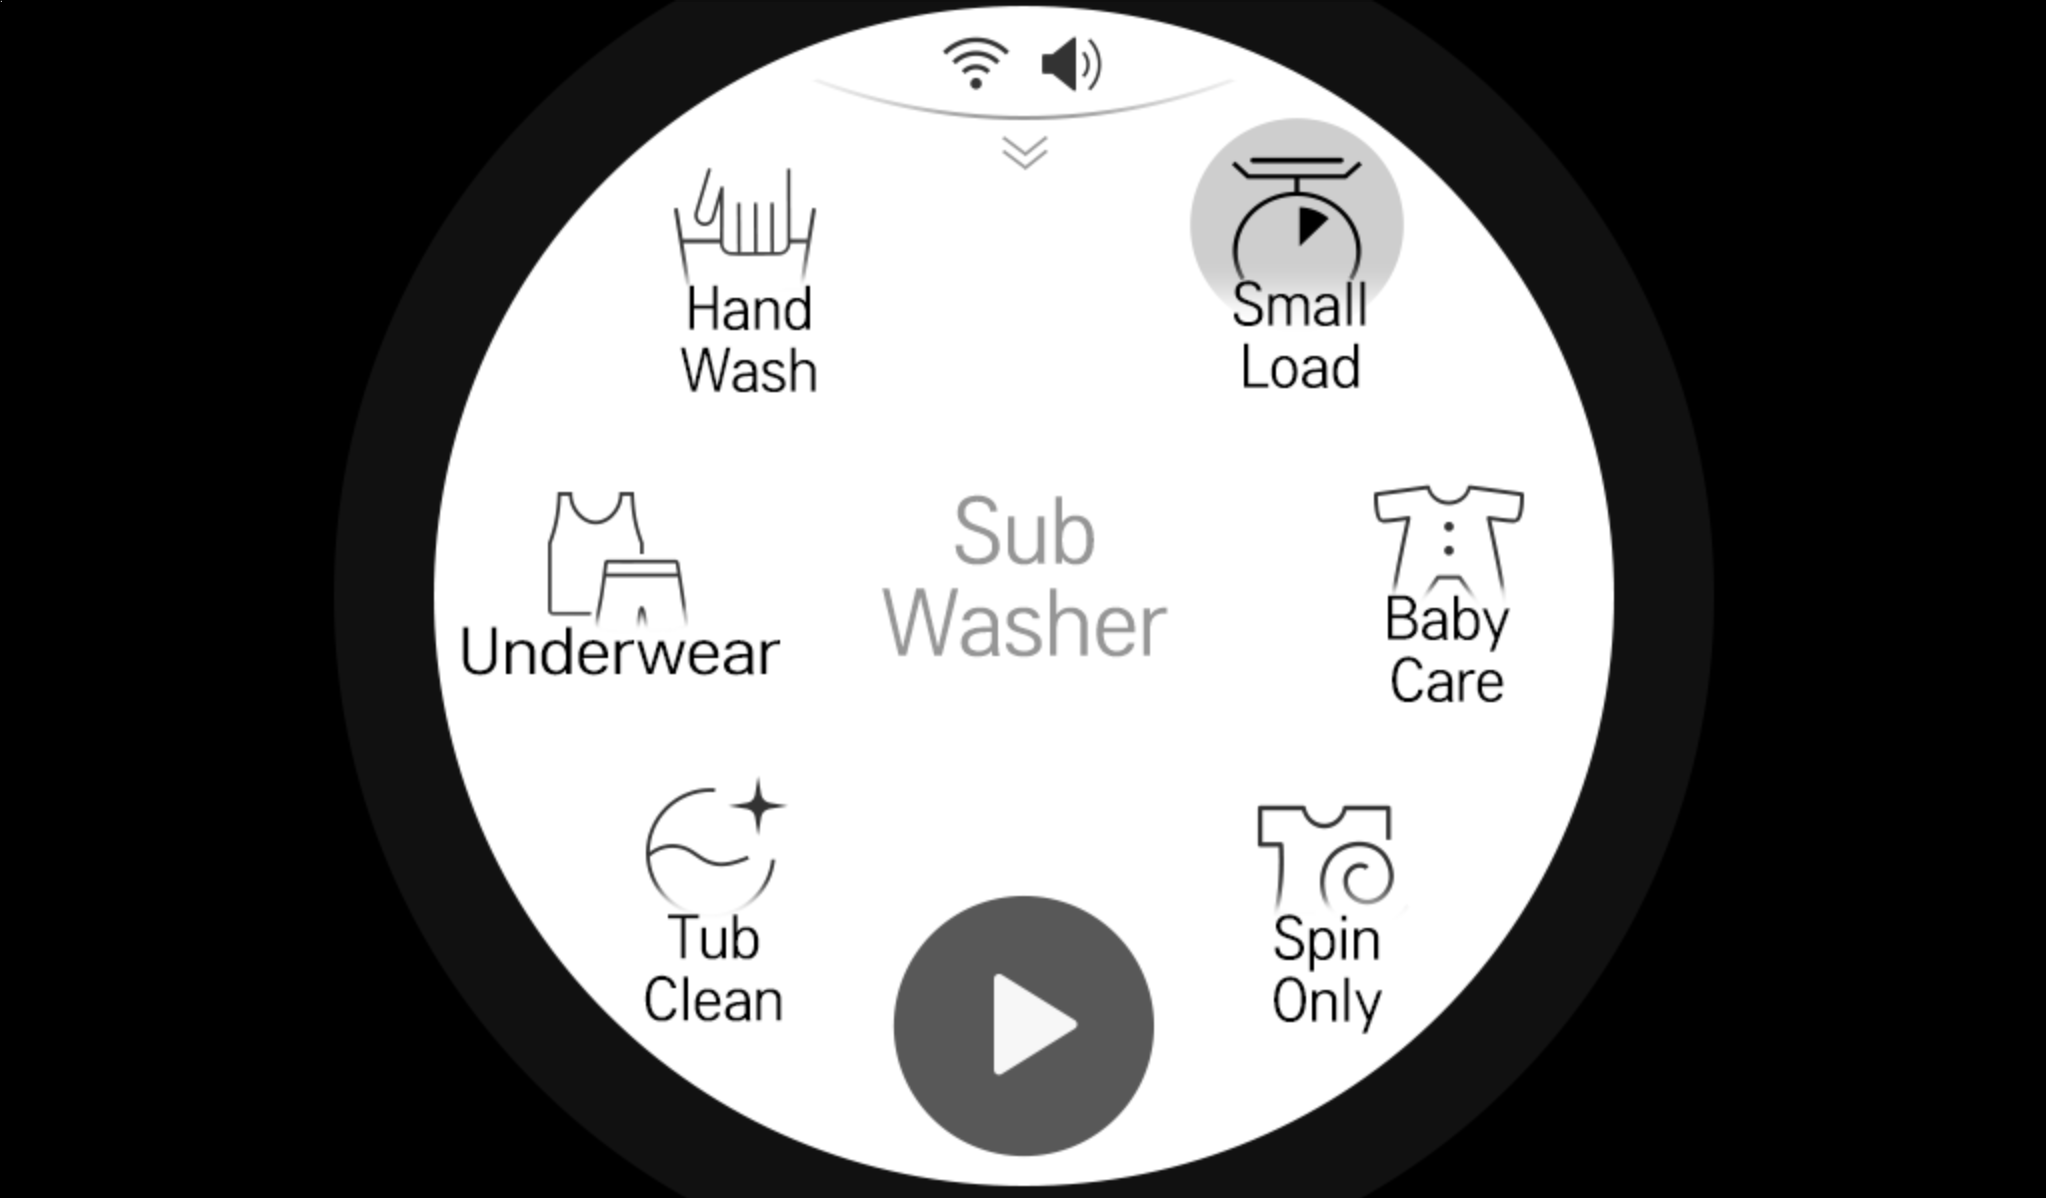 Hand
Wash
Small
Load
Underwear
Sub
Washer
Baby
Care
Tub
Clean
Spin
Only